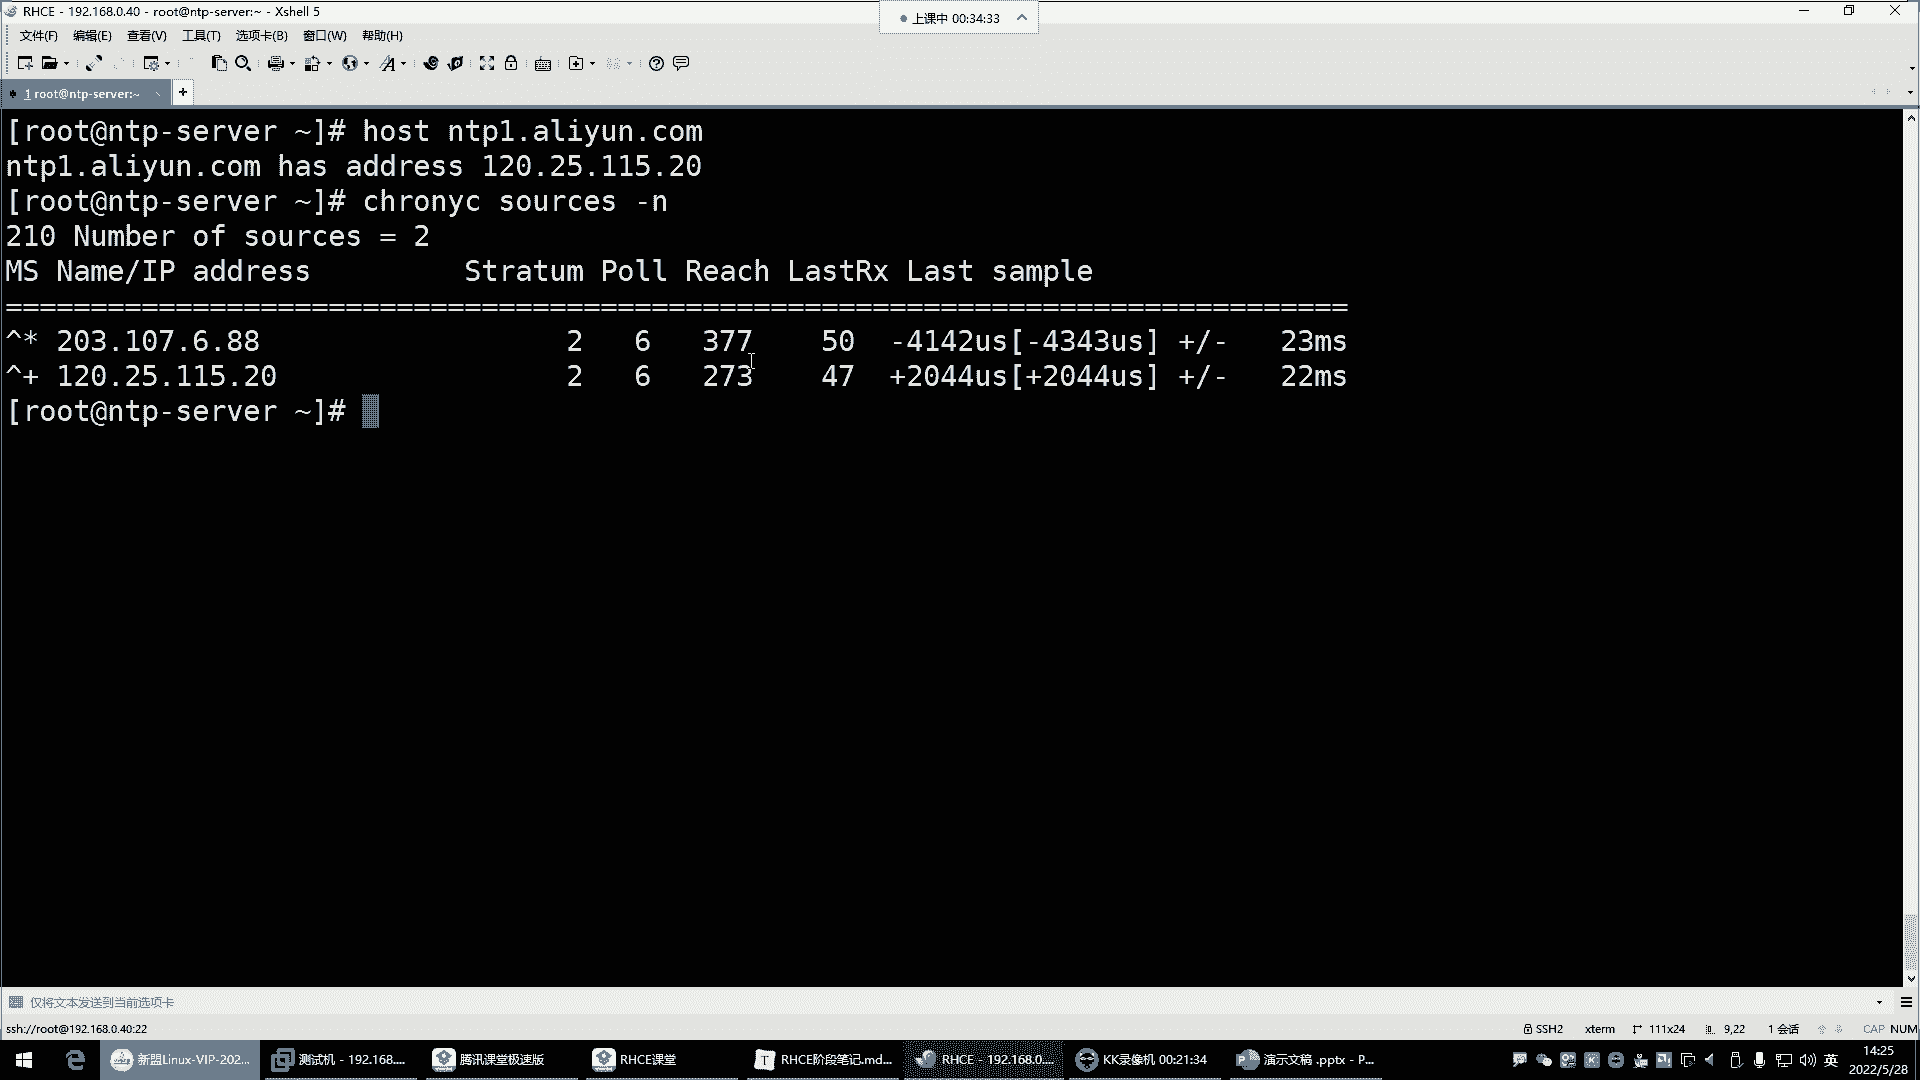 RHCE - 192.168.0.40 - root@ntp-server:~ - Xshell 5
上课中 00:34:33
文件(F) 编辑(E) 查看(V) 工具(T) 选项卡(B) 窗口(W) 帮助(H)
1 root@ntp-server:~
[root@ntp-server ~]# host ntp1.aliyun.com
ntp1.aliyun.com has address 120.25.115.20
[root@ntp-server ~]# chronyc sources -n
210 Number of sources = 2
MS Name/IP address         Stratum Poll Reach LastRx Last sample
===============================================================================
^* 203.107.6.88                  2   6   377    50  -4142us[-4343us] +/-   23ms
^+ 120.25.115.20                 2   6   273    47  +2044us[+2044us] +/-   22ms
[root@ntp-server ~]#
仅将文本发送到当前选项卡
ssh://root@192.168.0.40:22 SSH2 xterm 111x24 9,22 1 会话 CAP NUM
新盟Linux-VIP-202... 测试机 - 192.168.... 腾讯课堂极速版 RHCE课堂 RHCE阶段笔记.md... RHCE - 192.168.0.... KK录像机 00:21:34 演示文稿 .pptx - P... 英 14:25
2022/5/28